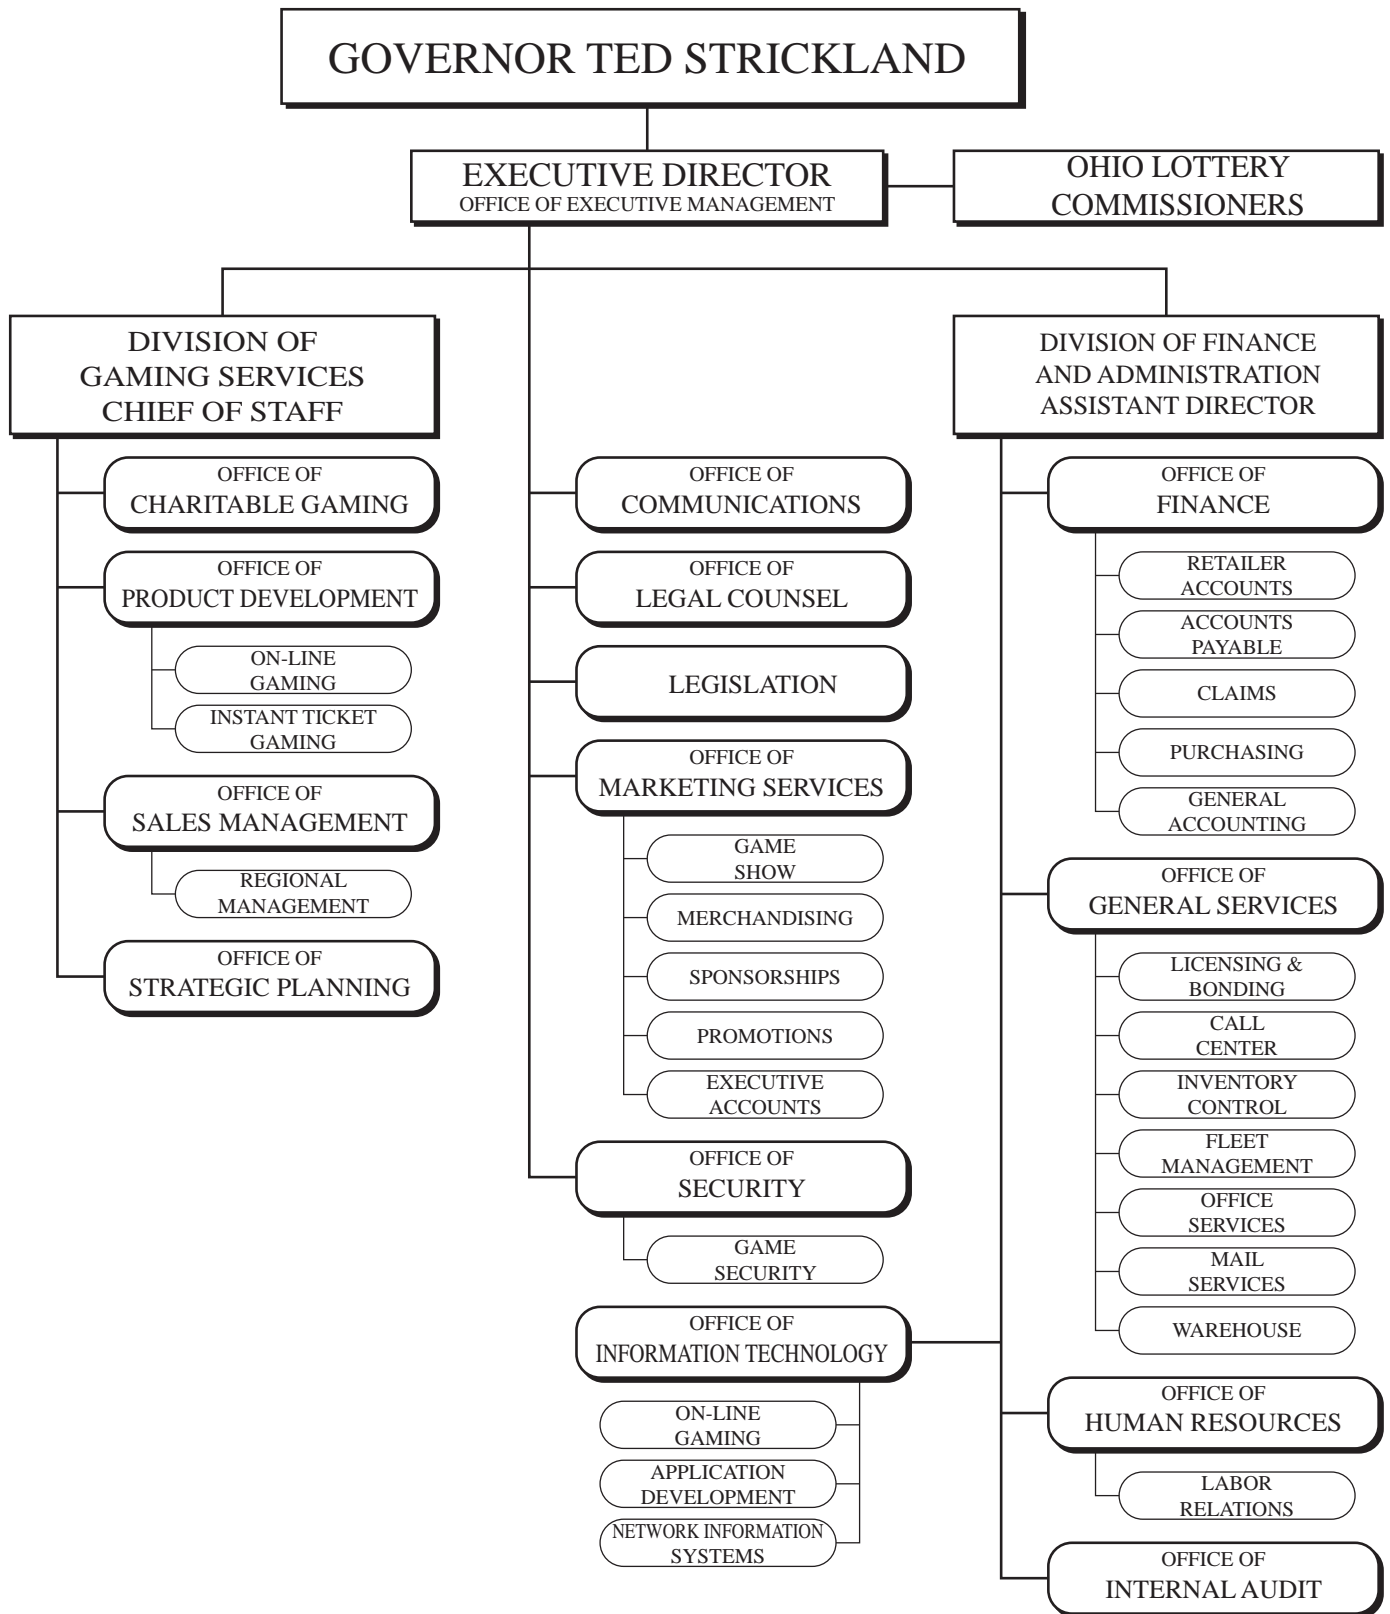 GOVERNOR TED STRICKLAND
EXECUTIVE DIRECTOR
OFFICE OF EXECUTIVE MANAGEMENT
OHIO LOTTERY
COMMISSIONERS
DIVISION OF
GAMING SERVICES
CHIEF OF STAFF
OFFICE OF
CHARITABLE GAMING
OFFICE OF
PRODUCT DEVELOPMENT
ON-LINE
GAMING
INSTANT TICKET
GAMING
OFFICE OF
SALES MANAGEMENT
REGIONAL
MANAGEMENT
OFFICE OF
STRATEGIC PLANNING
OFFICE OF
COMMUNICATIONS
OFFICE OF
LEGAL COUNSEL
LEGISLATION
OFFICE OF
MARKETING SERVICES
GAME
SHOW
MERCHANDISING
SPONSORSHIPS
PROMOTIONS
EXECUTIVE
ACCOUNTS
OFFICE OF
SECURITY
GAME
SECURITY
OFFICE OF
INFORMATION TECHNOLOGY
ON-LINE
GAMING
APPLICATION
DEVELOPMENT
NETWORK INFORMATION
SYSTEMS
DIVISION OF FINANCE
AND ADMINISTRATION
ASSISTANT DIRECTOR
OFFICE OF
FINANCE
RETAILER
ACCOUNTS
ACCOUNTS
PAYABLE
CLAIMS
PURCHASING
GENERAL
ACCOUNTING
OFFICE OF
GENERAL SERVICES
LICENSING &
BONDING
CALL
CENTER
INVENTORY
CONTROL
FLEET
MANAGEMENT
OFFICE
SERVICES
MAIL
SERVICES
WAREHOUSE
OFFICE OF
HUMAN RESOURCES
LABOR
RELATIONS
OFFICE OF
INTERNAL AUDIT